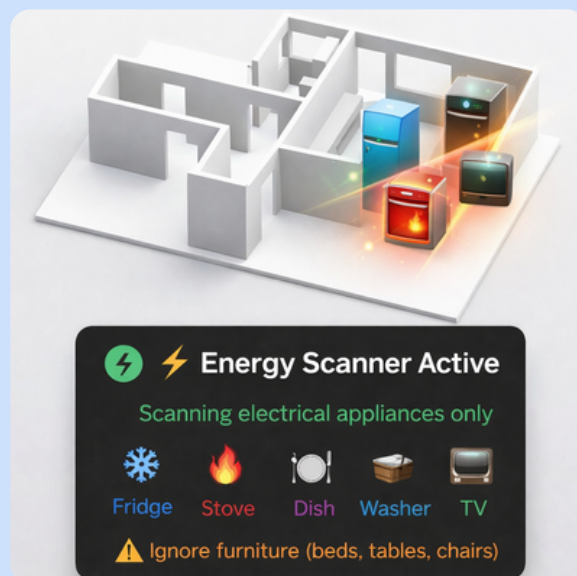 Energy Scanner Active
Scanning electrical appliances only
Fridge Stove Dish Washer TV
Ignore furniture (beds, tables, chairs)